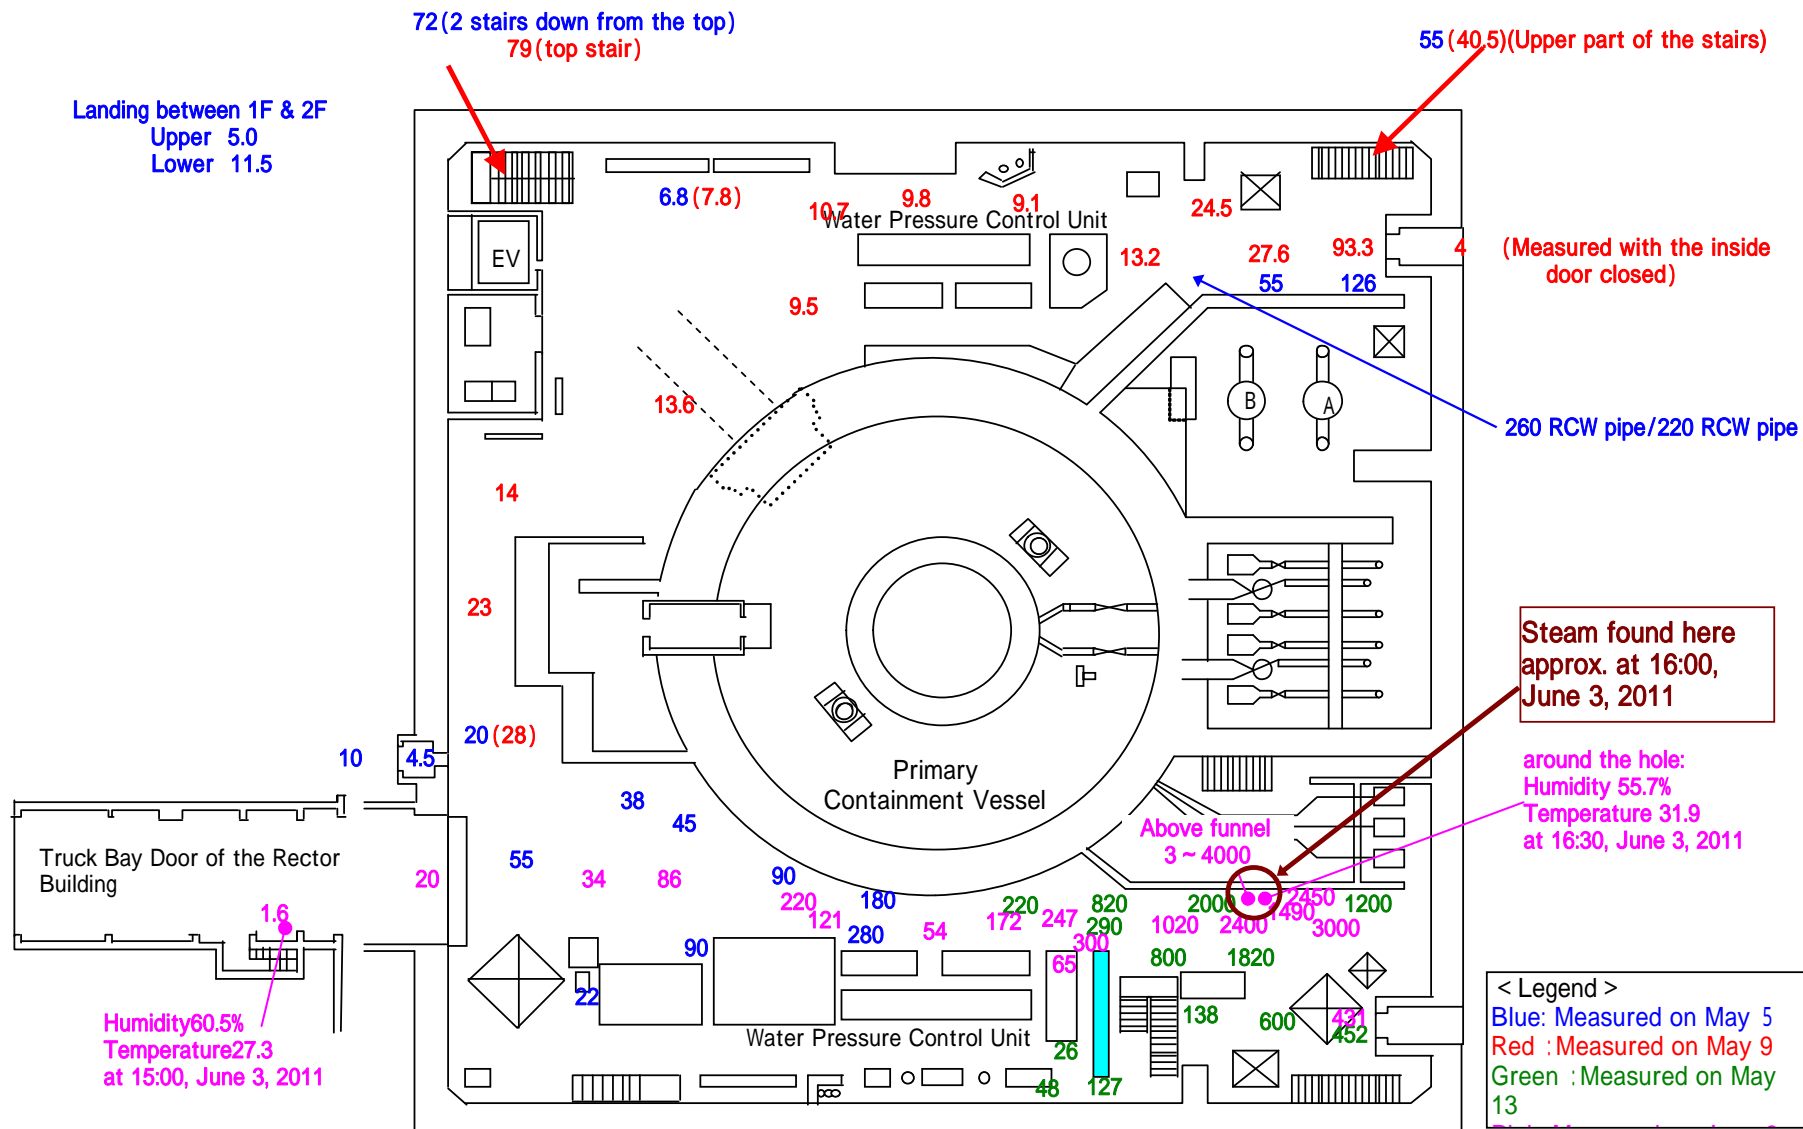 72(2 stairs down from the top)
79(top stair)
55(40.5)(Upper part of the stairs)
Landing between 1F & 2F
Upper 5.0
Lower 11.5
6.8(7.8)
10.7
9.8
9.1
24.5
Water Pressure Control Unit
EV
13.2
27.6
93.3
4
(Measured with the inside
door closed)
55
126
9.5
13.6
B
A
260 RCW pipe/220 RCW pipe
14
23
Steam found here
approx. at 16:00,
June 3, 2011
20(28)
10
4.5
Primary
Containment Vessel
around the hole:
Humidity 55.7%
Temperature 31.9
at 16:30, June 3, 2011
38
45
Above funnel
3~4000
Truck Bay Door of the Rector
Building
55
20
34
86
90
220
180
121
220
820
2000
2450
1200
1.6
280
54
172
247
290
1020
2400
1490
3000
90
300
65
800
1820
22
138
600
431
452
Humidity60.5%
Temperature27.3
at 15:00, June 3, 2011
Water Pressure Control Unit
26
48
127
< Legend >
Blue: Measured on May 5
Red :Measured on May 9
Green :Measured on May
13